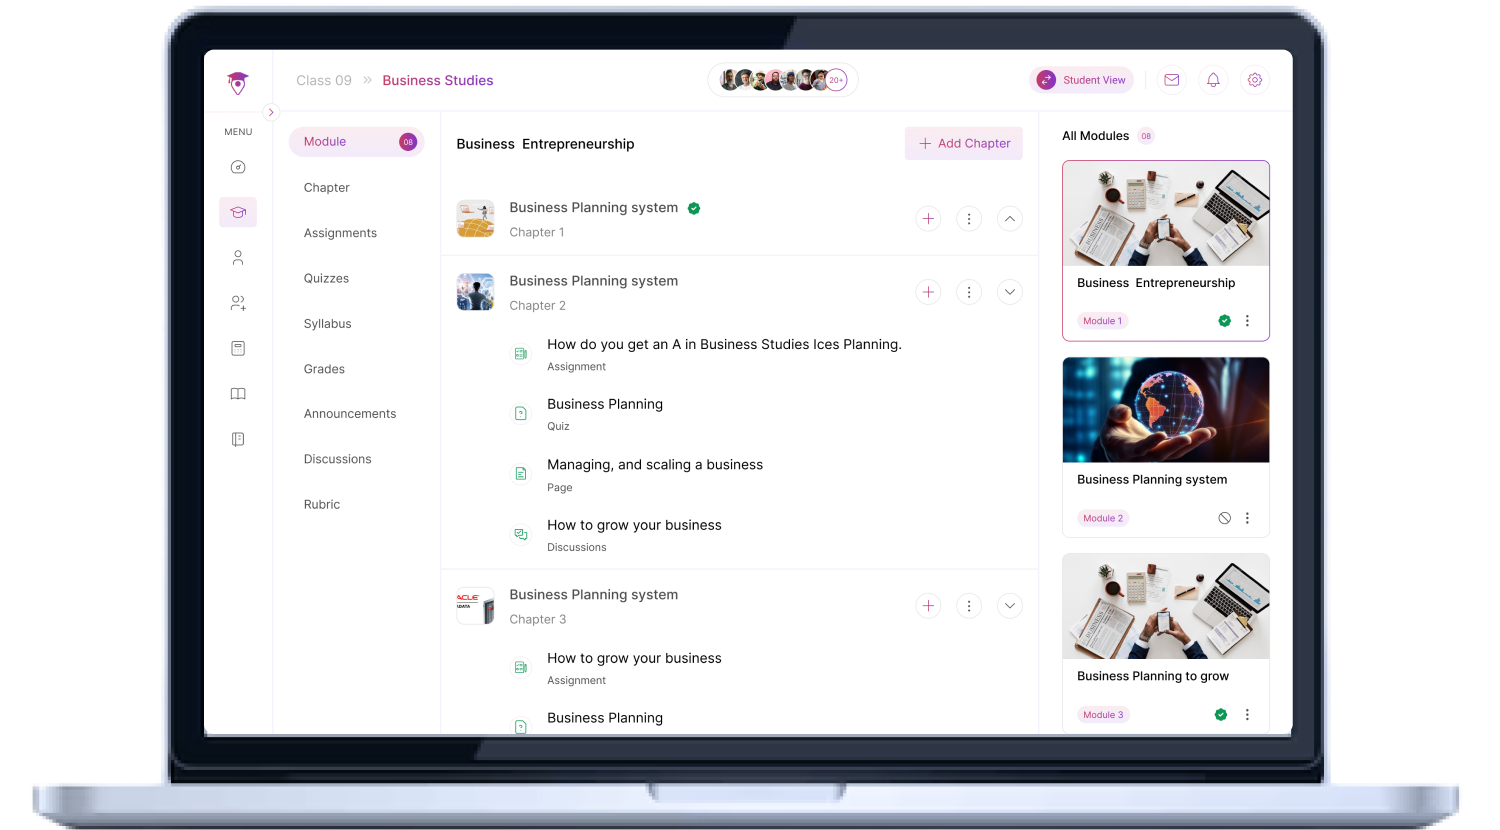 Class 09 » Business Studies
20+
Student View
MENU
Module 08
Chapter
Assignments
Quizzes
Syllabus
Grades
Announcements
Discussions
Rubric
Business Entrepreneurship
+ Add Chapter
Business Planning system
Chapter 1
Business Planning system
Chapter 2
How do you get an A in Business Studies Ices Planning.
Assignment
Business Planning
Quiz
Managing, and scaling a business
Page
How to grow your business
Discussions
ACLE
ADATA
Business Planning system
Chapter 3
How to grow your business
Assignment
Business Planning
All Modules 08
BUSINESS
Business Entrepreneurship
Module 1
Business Planning system
Module 2
BUSINESS
Business Planning to grow
Module 3